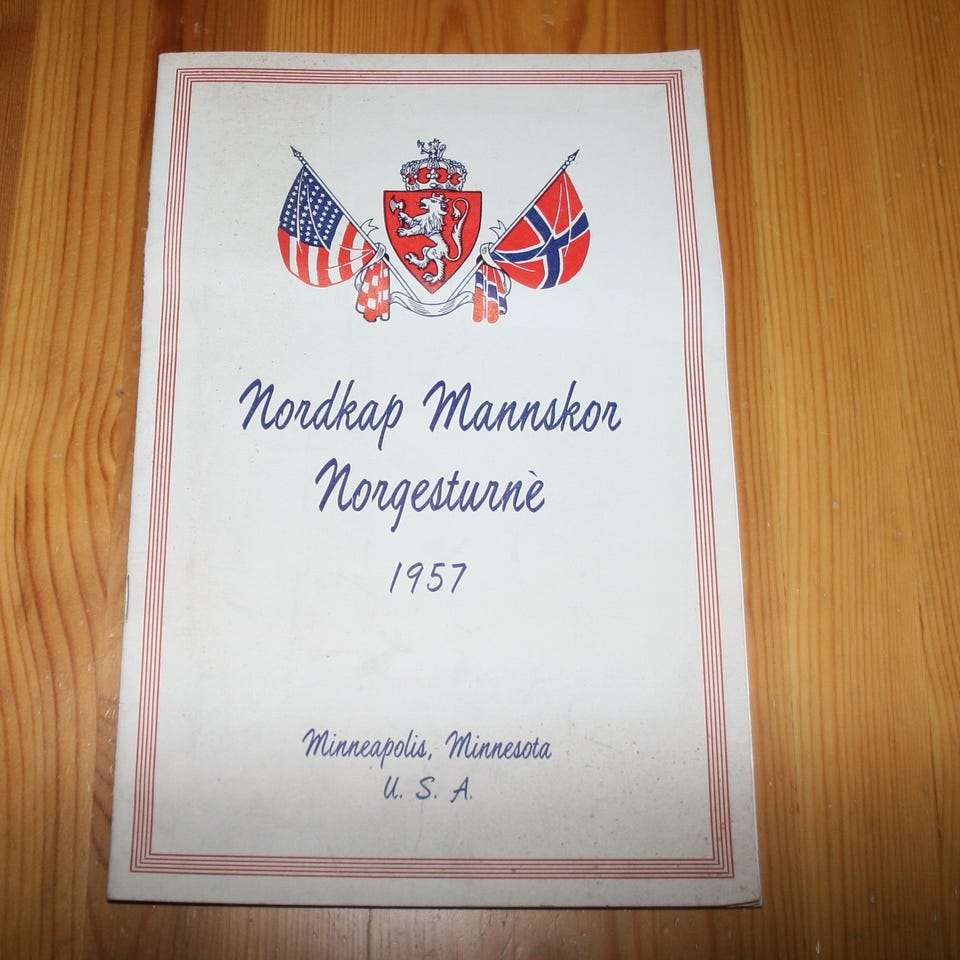 Nordkap Mannskor
Norgesturnè
1957
Minneapolis, Minnesota
U. S. A.